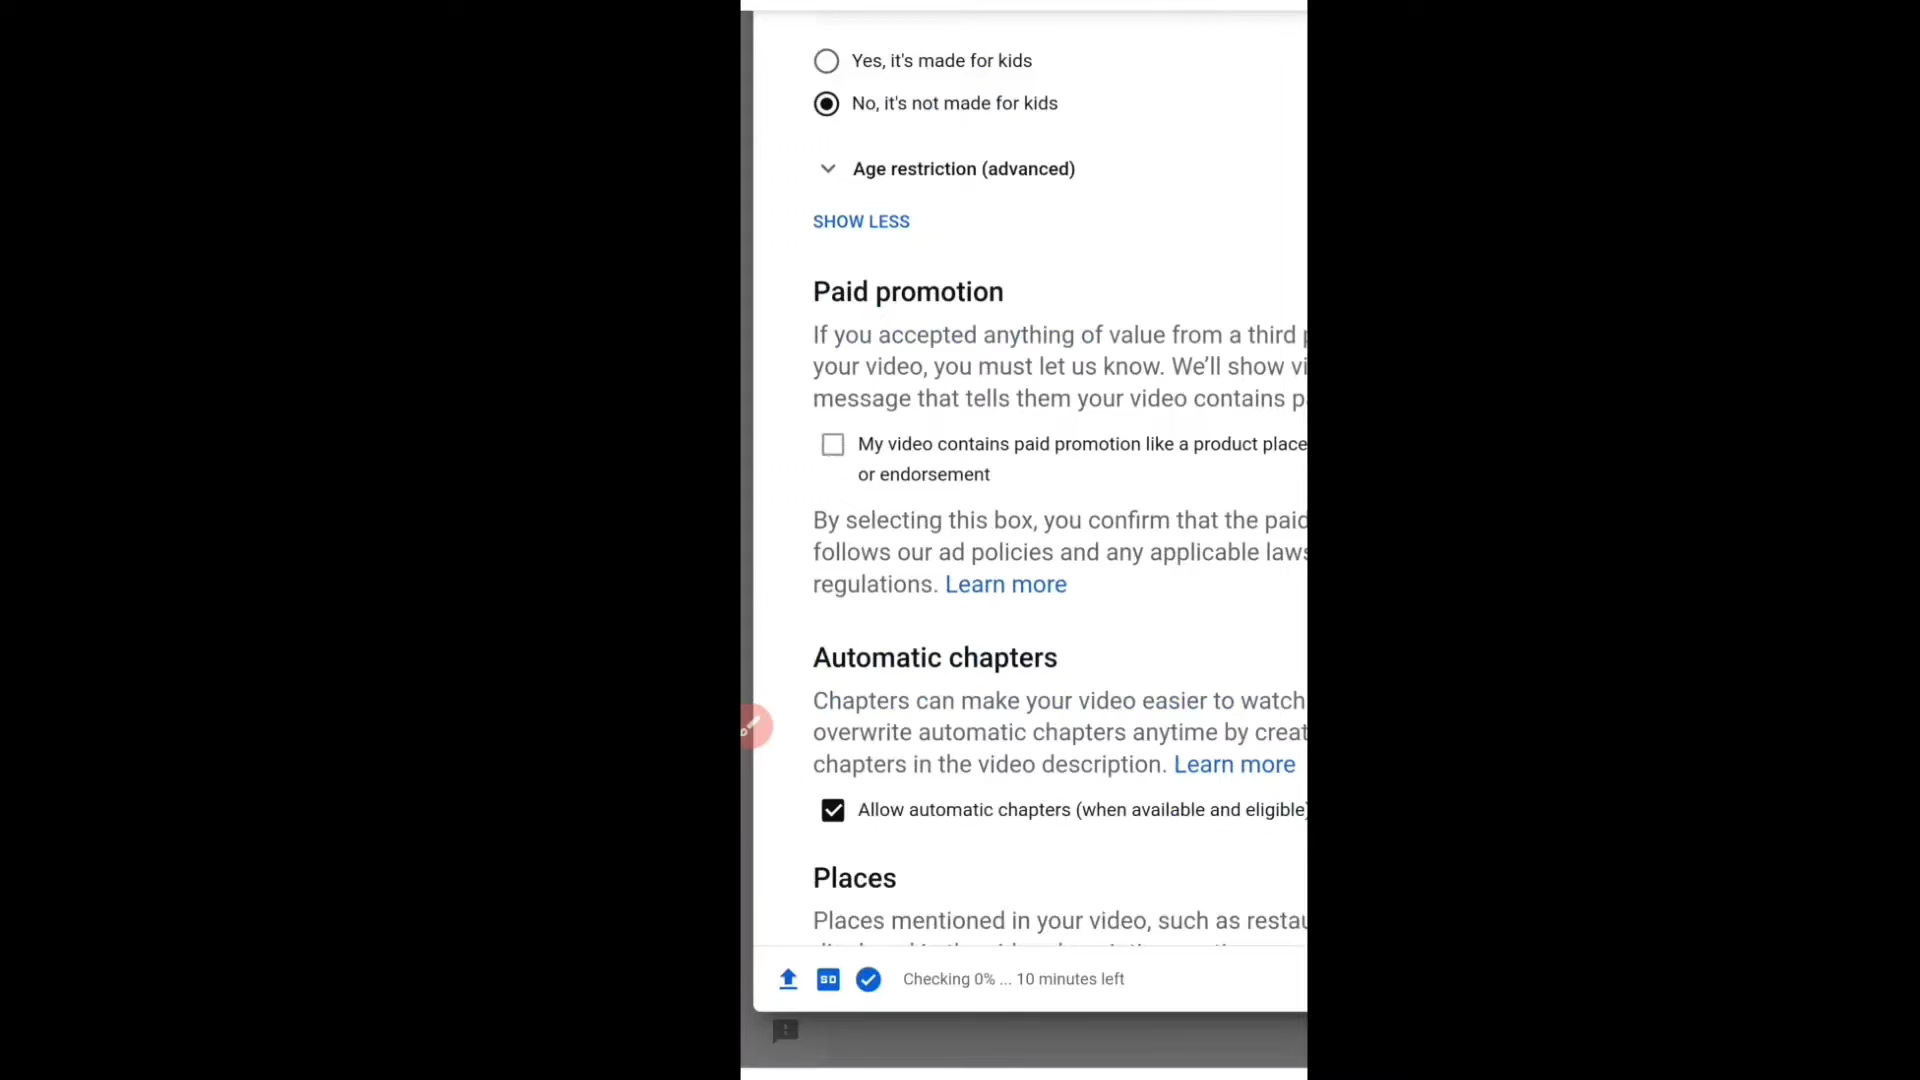 Yes, it's made for kids
No, it's not made for kids
Age restriction (advanced)
SHOW LESS
Paid promotion
If you accepted anything of value from a third
your video, you must let us know. We'll show
message that tells them your video contains
My video contains paid promotion like a product place
or endorsement
By selecting this box, you confirm that the paid
follows our ad policies and any applicable laws
regulations. Learn more
Automatic chapters
Chapters can make your video easier to watch
overwrite automatic chapters anytime by creat
chapters in the video description. Learn more
Allow automatic chapters (when available and eligible)
Places
Places mentioned in your video, such as restau
SD
Checking 0% ... 10 minutes left